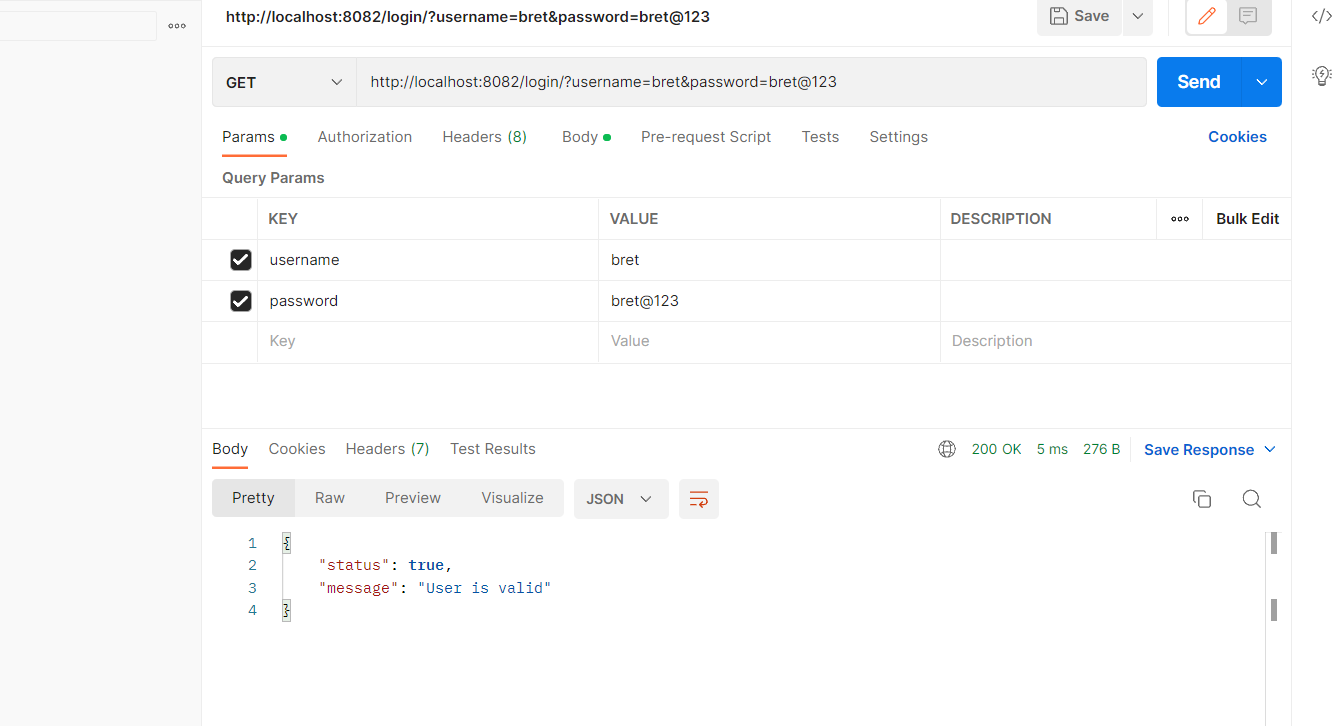 http://localhost:8082/login/?username=bret&password=bret@123
Save
GET
http://localhost:8082/login/?username=bret&password=bret@123
Send
Params Authorization Headers (8) Body Pre-request Script Tests Settings Cookies
Query Params
KEY VALUE DESCRIPTION Bulk Edit
username bret
password bret@123
Key Value Description
Body Cookies Headers (7) Test Results 200 OK 5 ms 276 B Save Response
Pretty Raw Preview Visualize JSON
1 {
2 "status": true,
3 "message": "User is valid"
4 }